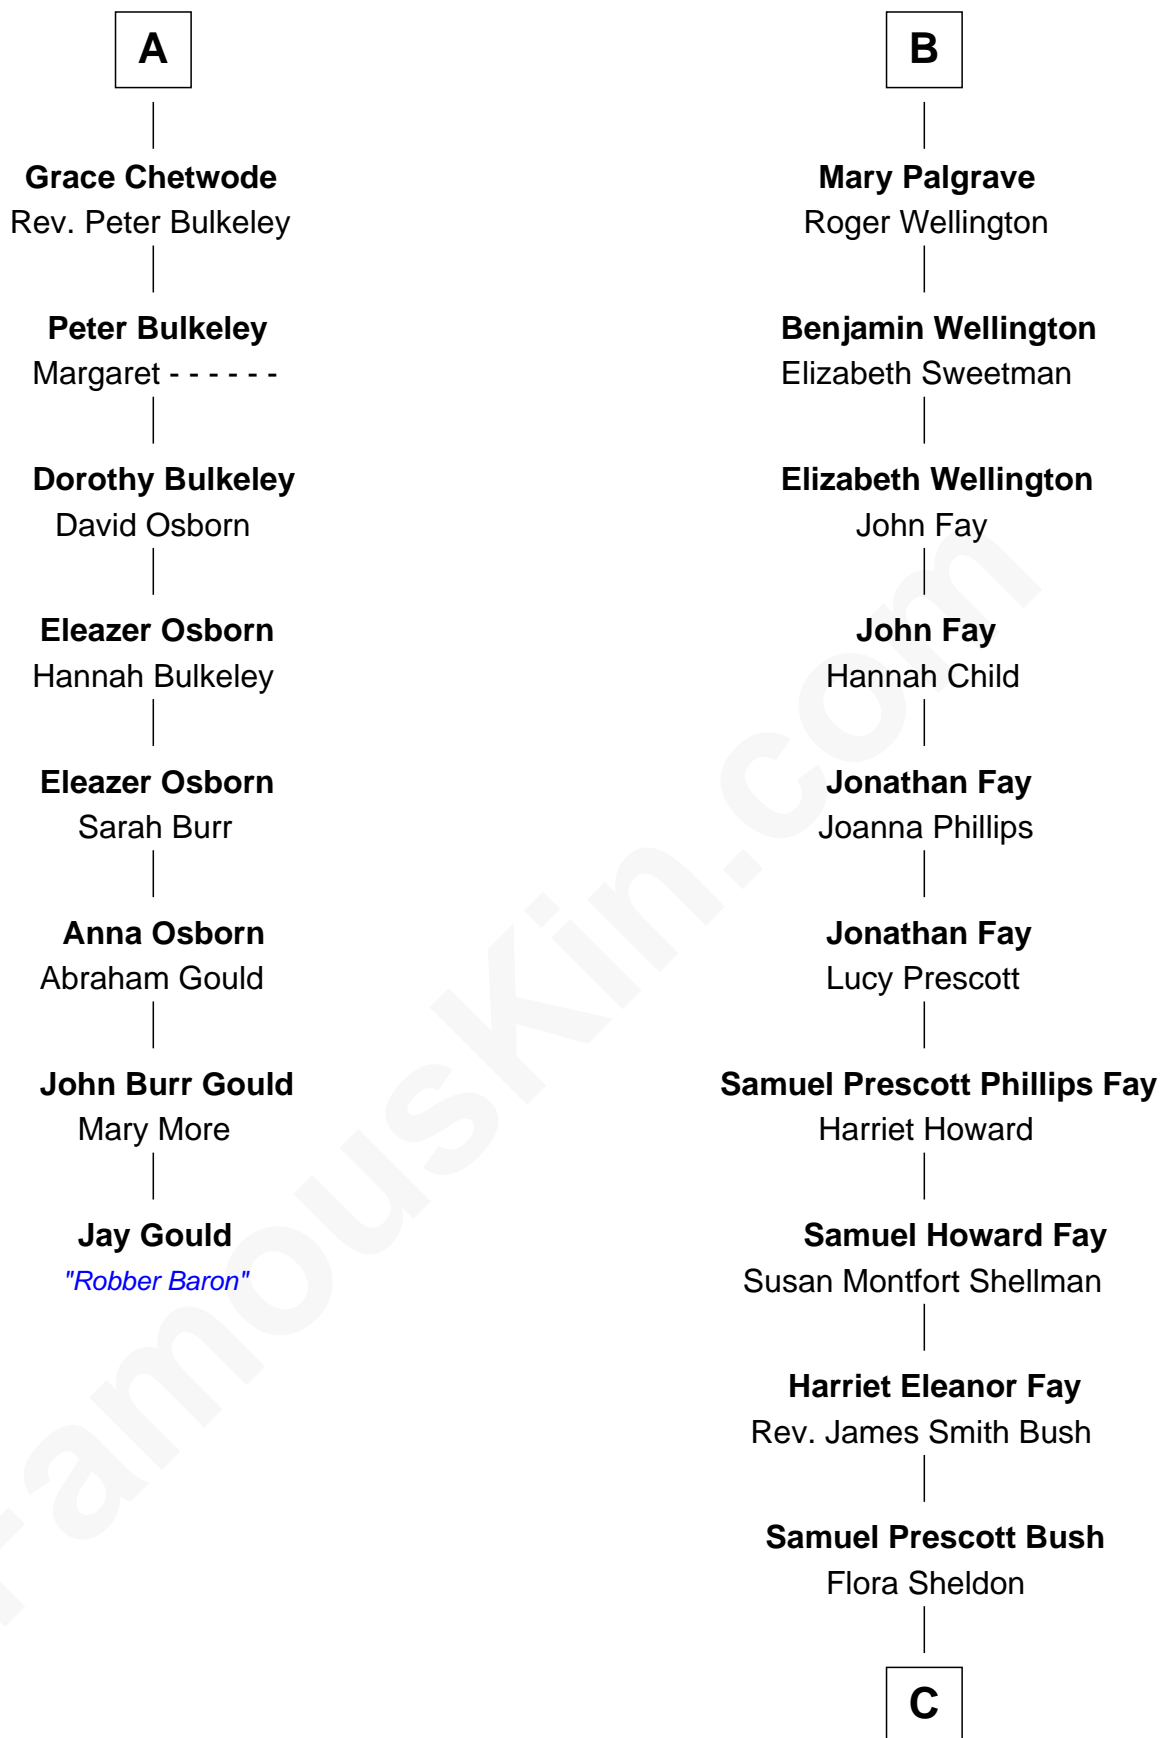 A
Grace Chetwode
Rev. Peter Bulkeley
Peter Bulkeley
Margaret - - - - - -
Dorothy Bulkeley
David Osborn
Eleazer Osborn
Hannah Bulkeley
Eleazer Osborn
Sarah Burr
Anna Osborn
Abraham Gould
John Burr Gould
Mary More
Jay Gould
"Robber Baron"
B
Mary Palgrave
Roger Wellington
Benjamin Wellington
Elizabeth Sweetman
Elizabeth Wellington
John Fay
John Fay
Hannah Child
Jonathan Fay
Joanna Phillips
Jonathan Fay
Lucy Prescott
Samuel Prescott Phillips Fay
Harriet Howard
Samuel Howard Fay
Susan Montfort Shellman
Harriet Eleanor Fay
Rev. James Smith Bush
Samuel Prescott Bush
Flora Sheldon
C
FamousKin.com